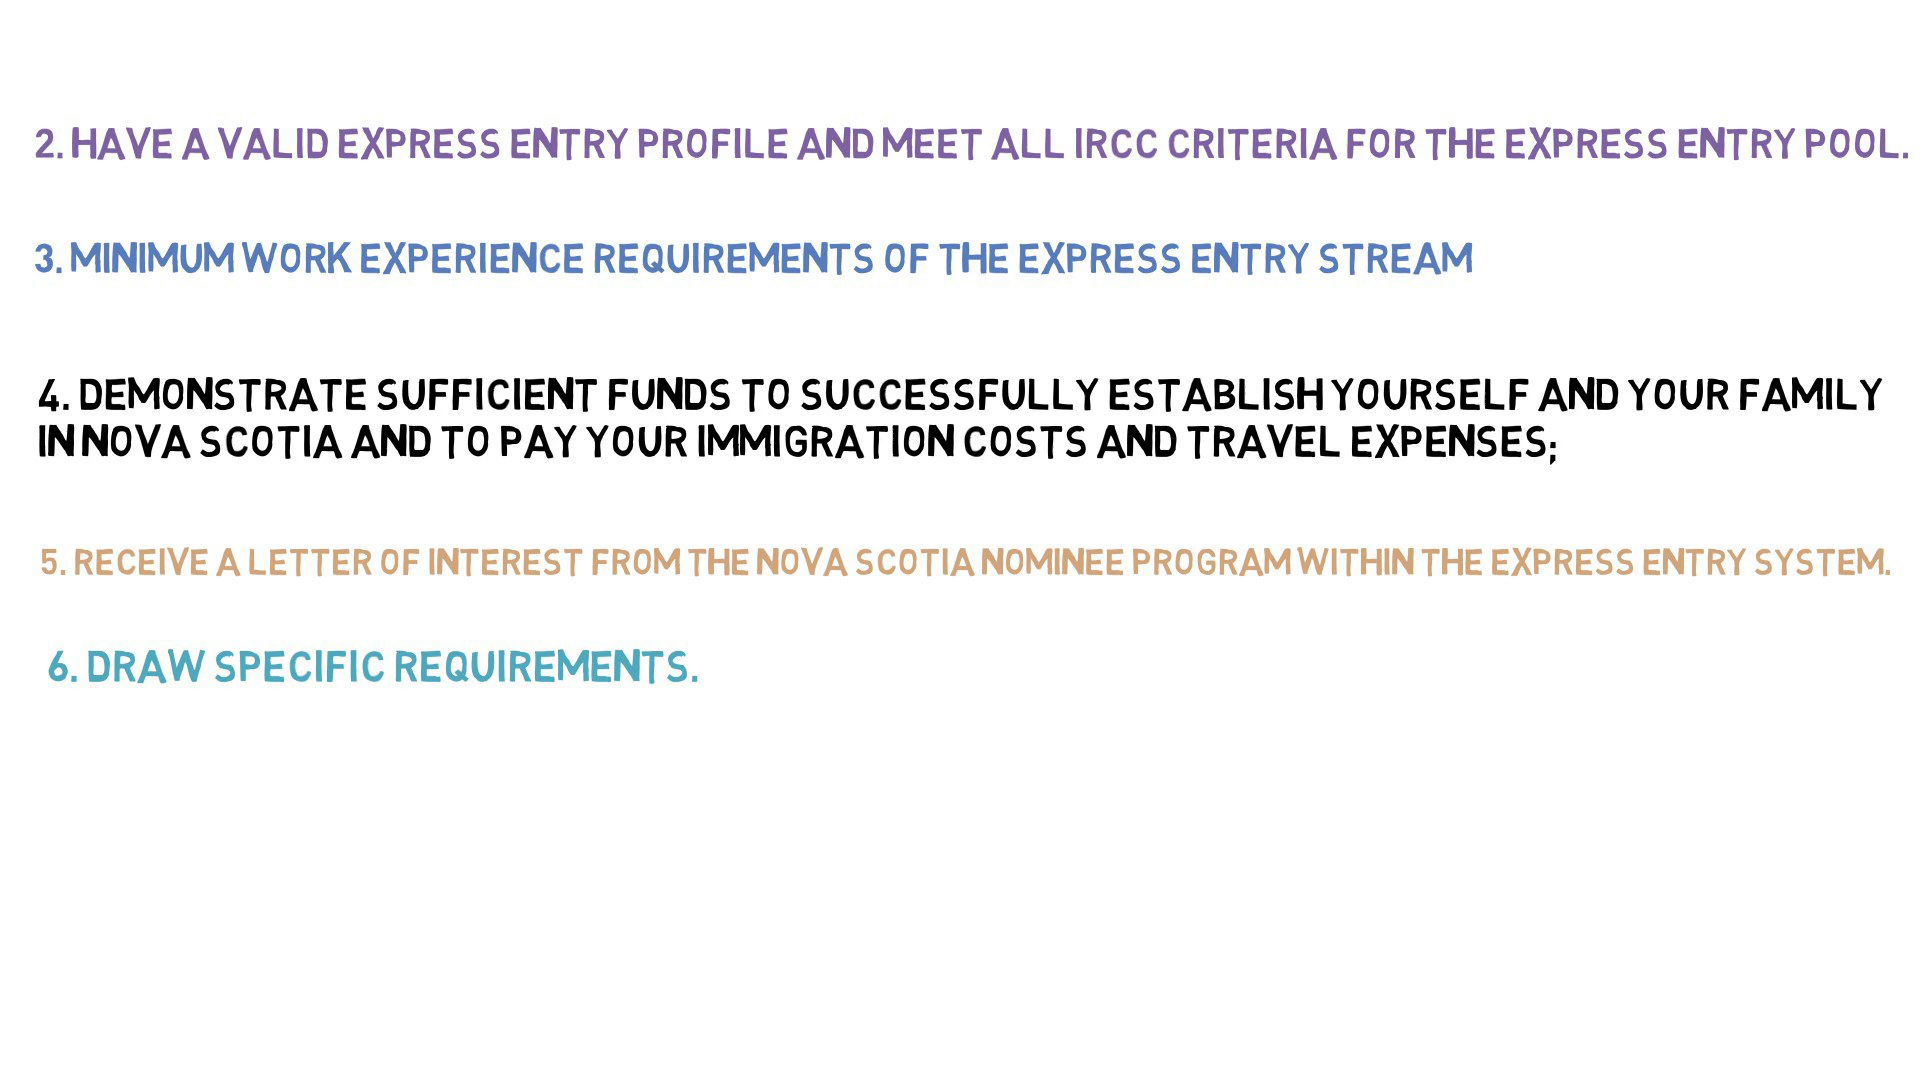 2. HAVE A VALID EXPRESS ENTRY PROFILE AND MEET ALL IRCC CRITERIA FOR THE EXPRESS ENTRY POOL.
3. MINIMUM WORK EXPERIENCE REQUIREMENTS OF THE EXPRESS ENTRY STREAM
4. DEMONSTRATE SUFFICIENT FUNDS TO SUCCESSFULLY ESTABLISH YOURSELF AND YOUR FAMILY
IN NOVA SCOTIA AND TO PAY YOUR IMMIGRATION COSTS AND TRAVEL EXPENSES;
5. RECEIVE A LETTER OF INTEREST FROM THE NOVA SCOTIA NOMINEE PROGRAM WITHIN THE EXPRESS ENTRY SYSTEM.
6. DRAW SPECIFIC REQUIREMENTS.